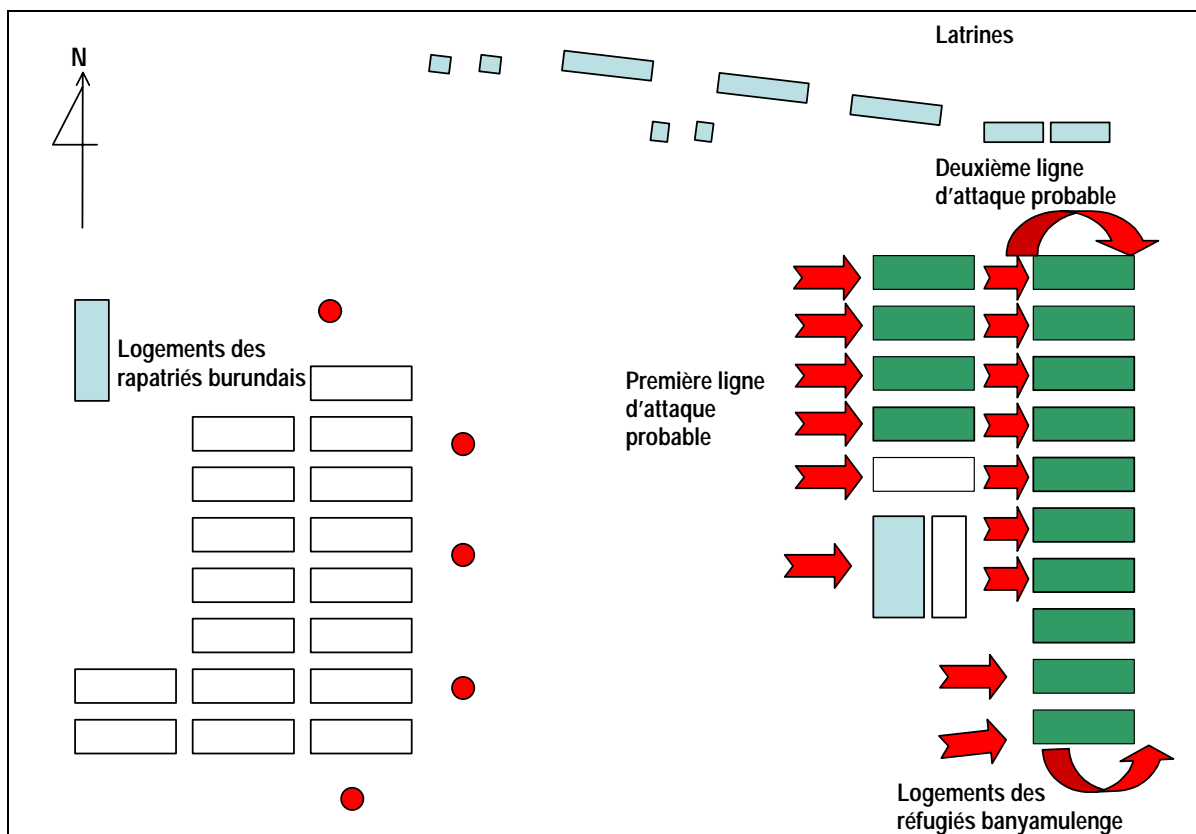 Latrines
N
Deuxième ligne
d'attaque probable
Logements des
rapatriés burundais
Première ligne
d'attaque
probable
Logements des
réfugiés banyamulenge